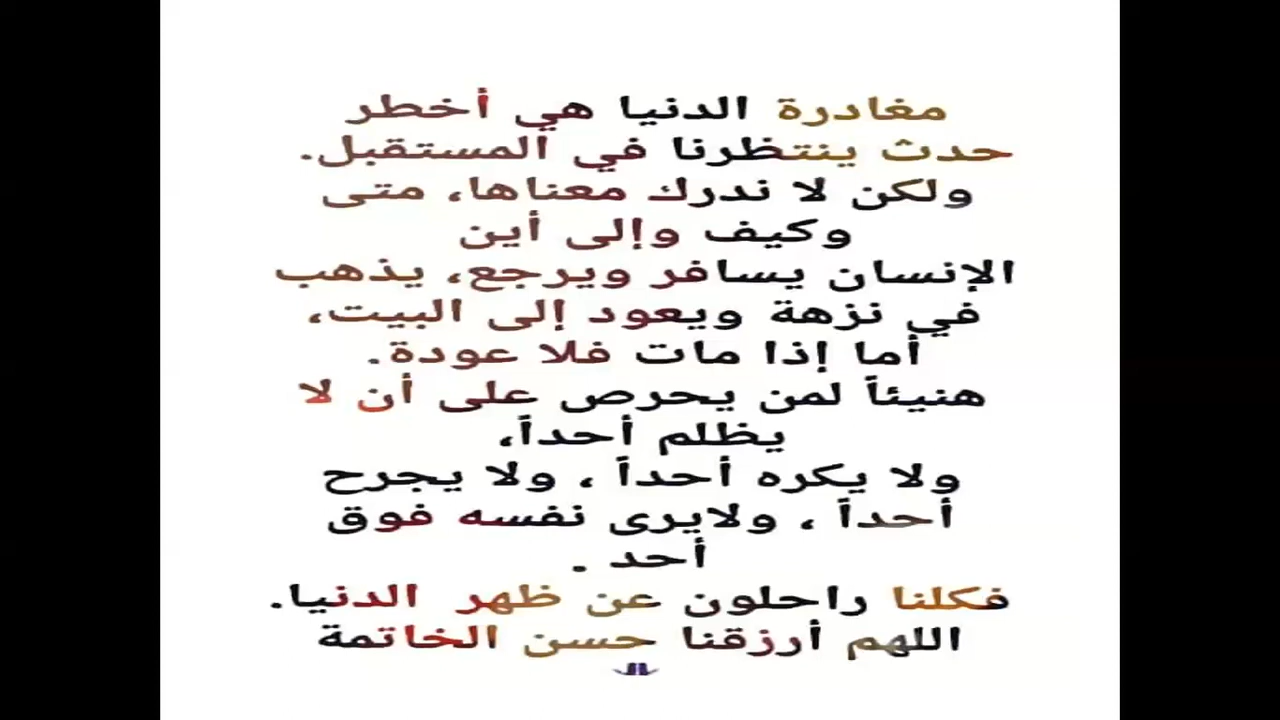 مغادرة الدنيا هي أخطر
حدث ينتظرنا في المستقبل.
ولكن لا ندرك معناها، متى
وكيف وإلى أين
الإنسان يسافر ويرجع، يذهب
في نزهة ويعود إلى البيت،
أما إذا مات فلا عودة.
هنيئاً لمن يحرص على أن لا
يظلم أحداً،
ولا يكره أحداً ، ولا يجرح
أحداً ، ولايرى نفسه فوق
أحد .
فكلنا راحلون عن ظهر الدنيا.
اللهم أرزقنا حسن الخاتمة